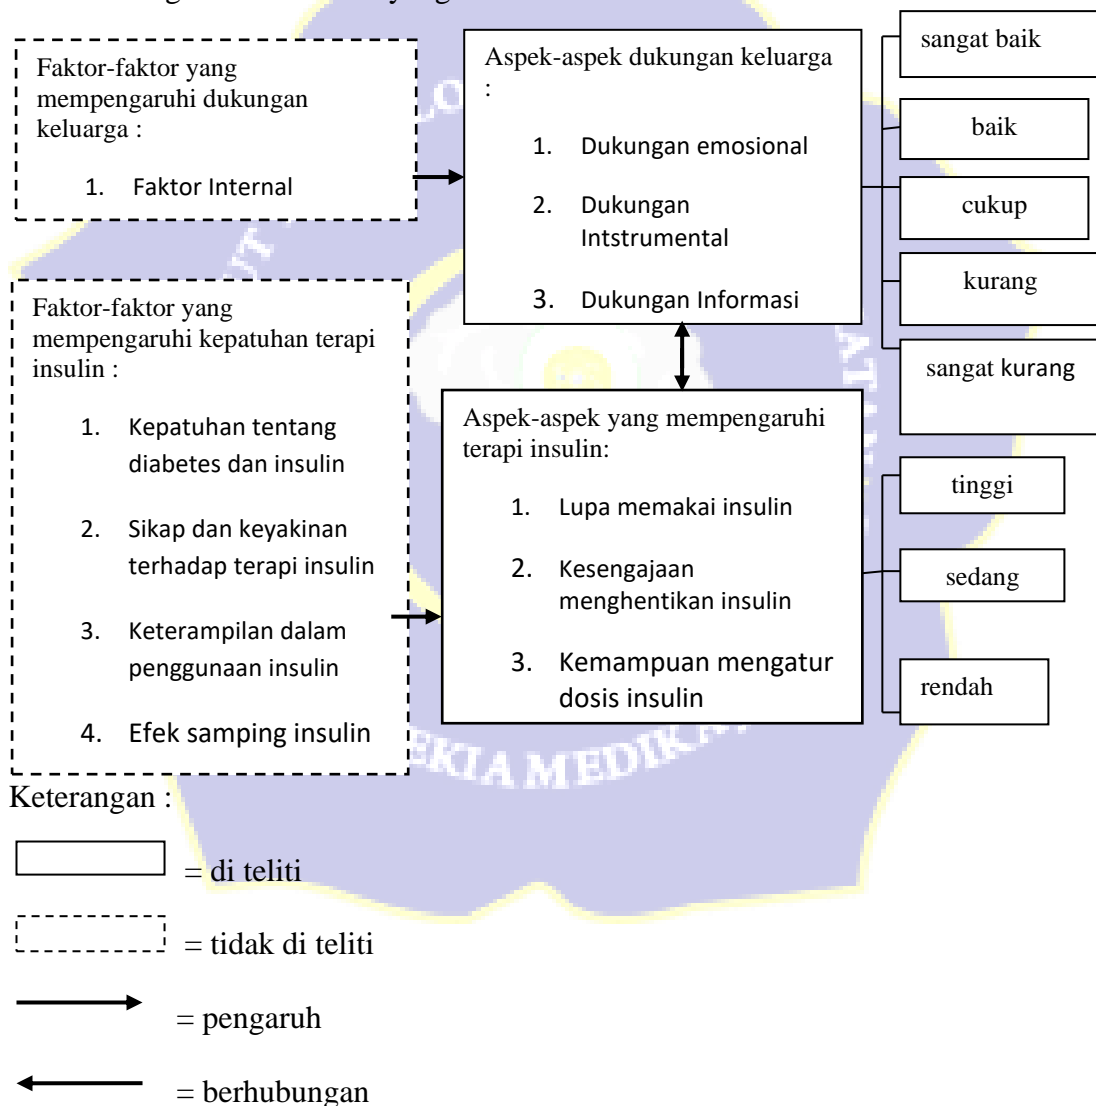 Faktor-faktor yang
mempengaruhi dukungan
keluarga :
1. Faktor Internal
Aspek-aspek dukungan keluarga
:
1. Dukungan emosional
2. Dukungan
Intstrumental
3. Dukungan Informasi
sangat baik
baik
cukup
kurang
sangat kurang
Faktor-faktor yang
mempengaruhi kepatuhan terapi
insulin :
1. Kepatuhan tentang
diabetes dan insulin
2. Sikap dan keyakinan
terhadap terapi insulin
3. Keterampilan dalam
penggunaan insulin
4. Efek samping insulin
Aspek-aspek yang mempengaruhi
terapi insulin:
1. Lupa memakai insulin
2. Kesengajaan
menghentikan insulin
3. Kemampuan mengatur
dosis insulin
tinggi
sedang
rendah
EKIA MEDIK
Keterangan :
= di teliti
= tidak di teliti
= pengaruh
= berhubungan